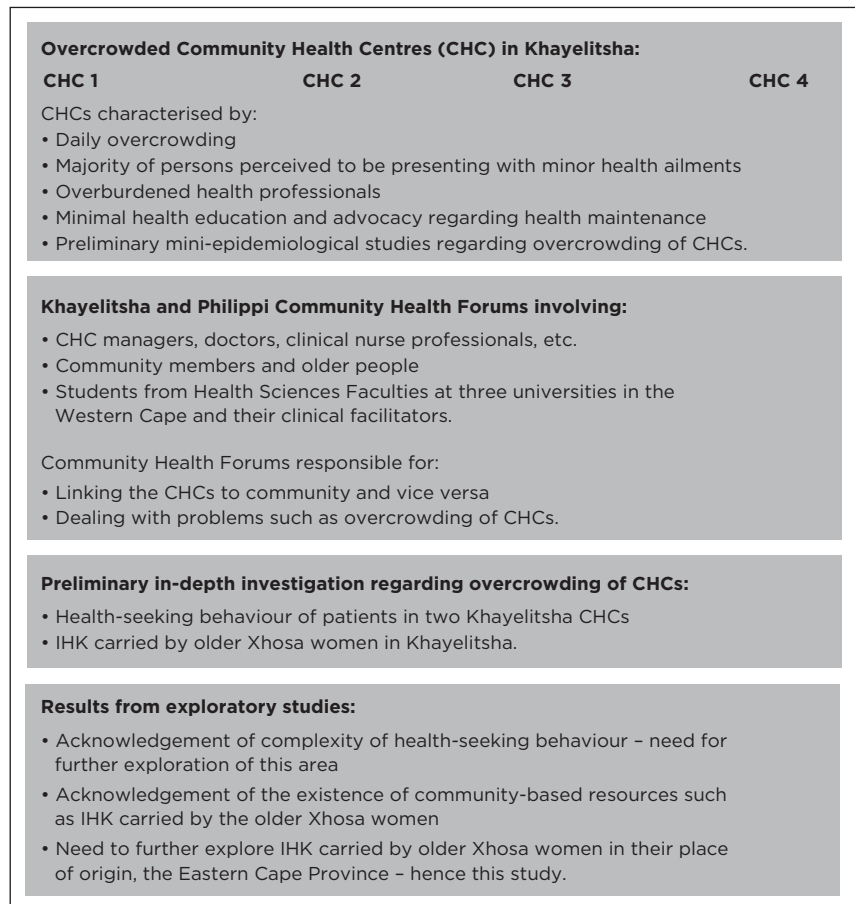 Overcrowded Community Health Centres (CHC) in Khayelitsha:
CHC 1 CHC 2 CHC 3 CHC 4
CHCs characterised by:
• Daily overcrowding
• Majority of persons perceived to be presenting with minor health ailments
• Overburdened health professionals
• Minimal health education and advocacy regarding health maintenance
• Preliminary mini-epidemiological studies regarding overcrowding of CHCs.
Khayelitsha and Philippi Community Health Forums involving:
• CHC managers, doctors, clinical nurse professionals, etc.
• Community members and older people
• Students from Health Sciences Faculties at three universities in the
Western Cape and their clinical facilitators.
Community Health Forums responsible for:
• Linking the CHCs to community and vice versa
• Dealing with problems such as overcrowding of CHCs.
Preliminary in-depth investigation regarding overcrowding of CHCs:
• Health-seeking behaviour of patients in two Khayelitsha CHCs
• IHK carried by older Xhosa women in Khayelitsha.
Results from exploratory studies:
• Acknowledgement of complexity of health-seeking behaviour – need for
further exploration of this area
• Acknowledgement of the existence of community-based resources such
as IHK carried by the older Xhosa women
• Need to further explore IHK carried by older Xhosa women in their place
of origin, the Eastern Cape Province – hence this study.